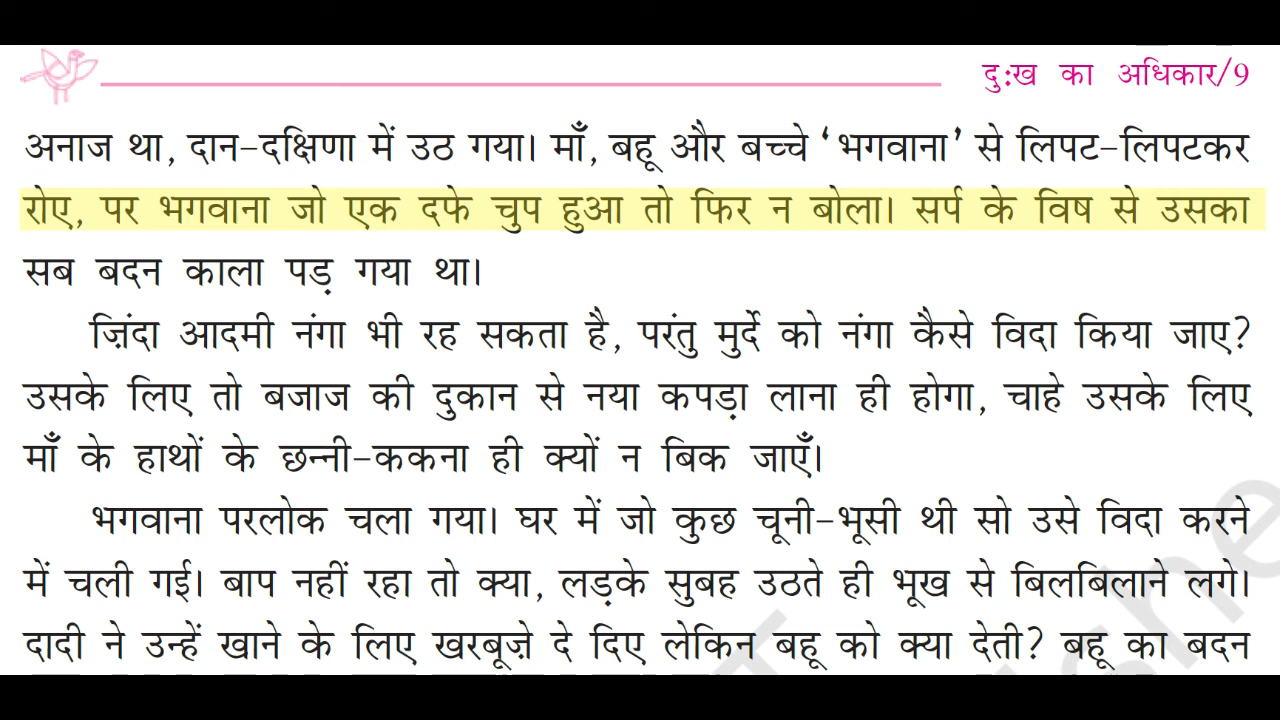 दुःख का अधिकार/9
अनाज था, दान-दक्षिणा में उठ गया। माँ, बहू और बच्चे ‘भगवाना’ से लिपट-लिपटकर
रोए, पर भगवाना जो एक दफे चुप हुआ तो फिर न बोला। सर्प के विष से उसका
सब बदन काला पड़ गया था।
ज़िंदा आदमी नंगा भी रह सकता है, परंतु मुर्दे को नंगा कैसे विदा किया जाए?
उसके लिए तो बजाज की दुकान से नया कपड़ा लाना ही होगा, चाहे उसके लिए
माँ के हाथों के छन्नी-ककना ही क्यों न बिक जाएँ।
भगवाना परलोक चला गया। घर में जो कुछ चूनी-भूसी थी सो उसे विदा करने
में चली गई। बाप नहीं रहा तो क्या, लड़के सुबह उठते ही भूख से बिलबिलाने लगे।
दादी ने उन्हें खाने के लिए खरबूज़े दे दिए लेकिन बहू को क्या देती? बहू का बदन